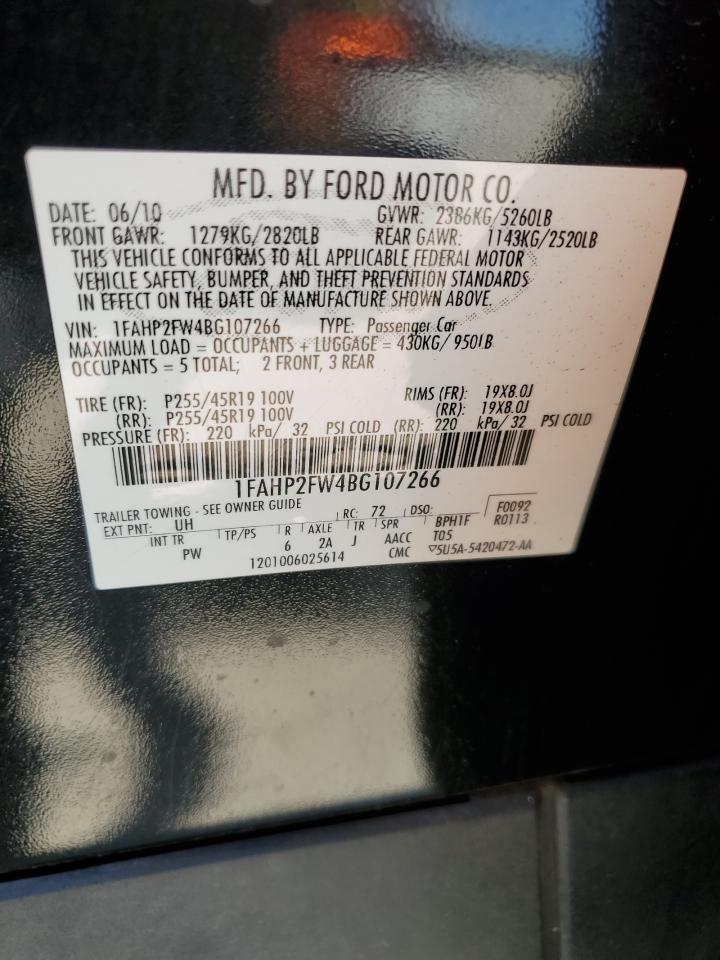 MFD. BY FORD MOTOR CO.
DATE: 06/10 GVWR: 2386KG/5260LB
FRONT GAWR: 1279KG/2820LB REAR GAWR: 1143KG/2520LB
THIS VEHICLE CONFORMS TO ALL APPLICABLE FEDERAL MOTOR
VEHICLE SAFETY, BUMPER, AND THEFT PREVENTION STANDARDS
IN EFFECT ON THE DATE OF MANUFACTURE SHOWN ABOVE.
VIN: 1FAHP2FW4BG107266 TYPE: Passenger Car
MAXIMUM LOAD = OCCUPANTS + LUGGAGE = 430KG/ 950LB
OCCUPANTS = 5 TOTAL; 2 FRONT, 3 REAR
TIRE (FR): P255/45R19 100V RIMS (FR): 19X8.0J
(RR): P255/45R19 100V (RR): 19X8.0J
PRESSURE (FR): 220 kPa/ 32 PSI COLD (RR): 220 kPa/ 32 PSI COLD
1FAHP2FW4BG107266
TRAILER TOWING - SEE OWNER GUIDE
EXT PNT: UH RC: 72 DSO: F0092
INT TR TP/PS R AXLE TR SPR BPH1F R0113
PW 6 2A J AACC T05
1201006025614 CMC ▽5U5A-5420472-AA